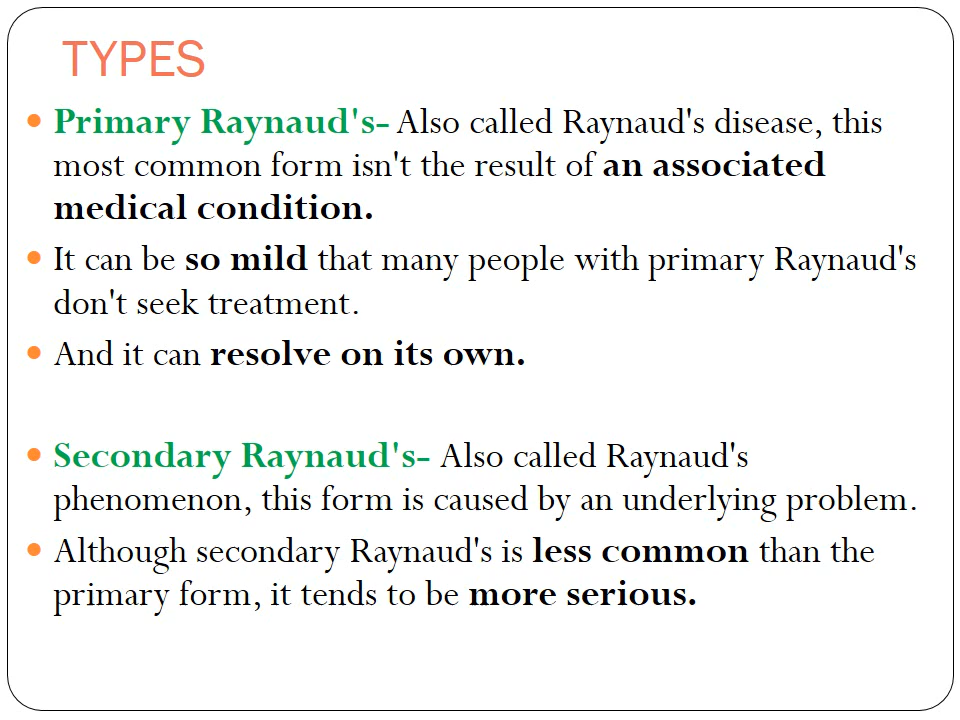 TYPES
• Primary Raynaud's- Also called Raynaud's disease, this
most common form isn't the result of an associated
medical condition.
• It can be so mild that many people with primary Raynaud's
don't seek treatment.
• And it can resolve on its own.
• Secondary Raynaud's- Also called Raynaud's
phenomenon, this form is caused by an underlying problem.
• Although secondary Raynaud's is less common than the
primary form, it tends to be more serious.